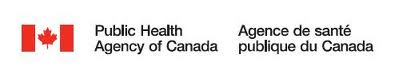 Public Health
Agency of Canada
Agence de santé
publique du Canada